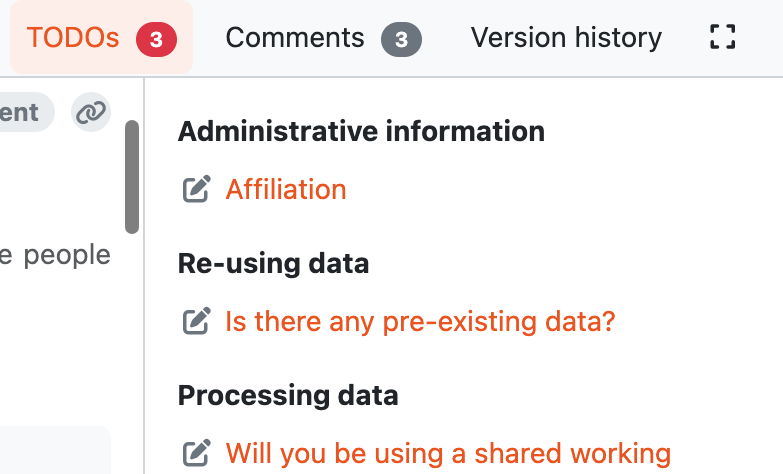 TODOs 3 Comments 3 Version history
ent
Administrative information
Affiliation
e people
Re-using data
Is there any pre-existing data?
Processing data
Will you be using a shared working